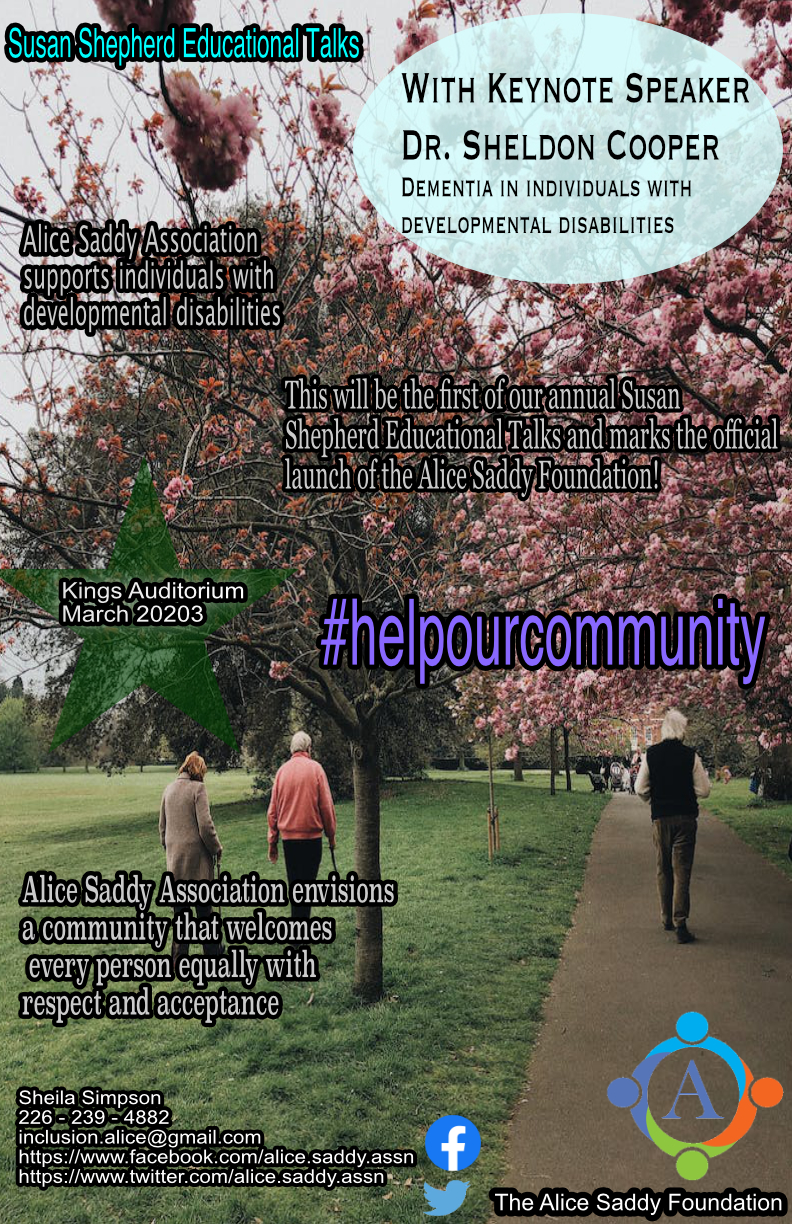 Susan Shepherd Educational Talks
With Keynote Speaker
Dr. Sheldon Cooper
Dementia in individuals with
developmental disabilities
Alice Saddy Association
supports individuals with
developmental disabilities
This will be the first of our annual Susan
Shepherd Educational Talks and marks the official
launch of the Alice Saddy Foundation!
Kings Auditorium
March 20203
#helpourcommunity
Alice Saddy Association envisions
a community that welcomes
every person equally with
respect and acceptance
Sheila Simpson
226 - 239 - 4882
inclusion.alice@gmail.com
https://www.facebook.com/alice.saddy.assn
https://www.twitter.com/alice.saddy.assn
A
The Alice Saddy Foundation